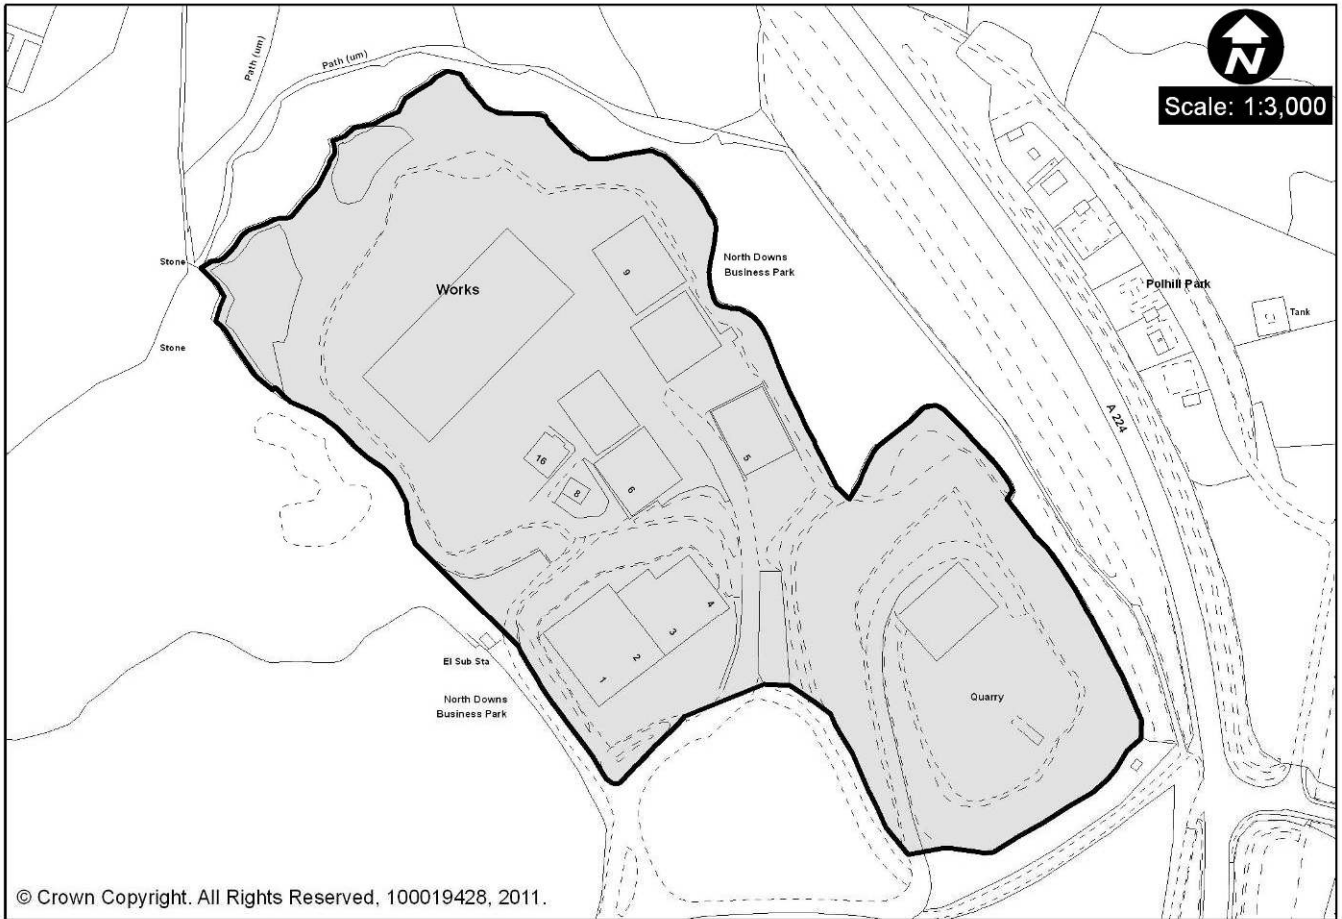 Path (um)
Path (um)
N
Scale: 1:3,000
Stone
Stone
Works
9
North Downs
Business Park
Polhill Park
Tank
A 224
5
16
8
6
4
3
2
1
El Sub Sta
North Downs
Business Park
Quarry
© Crown Copyright. All Rights Reserved, 100019428, 2011.